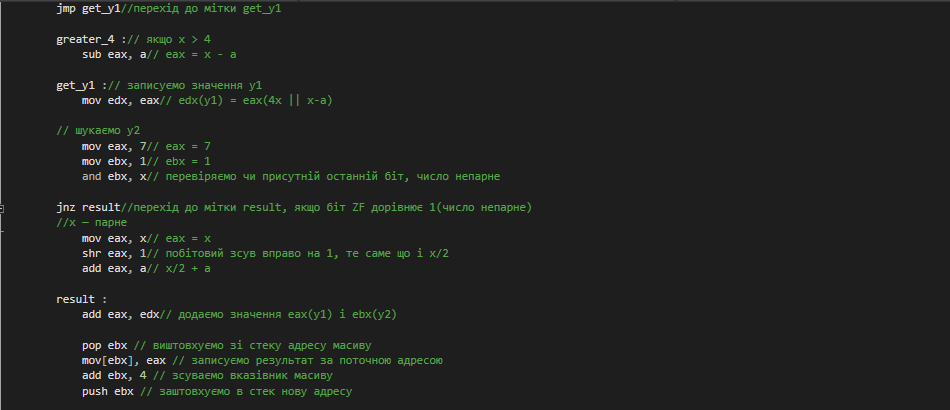 jmp get_y1//перехід до мітки get_y1
greater_4 :// якщо x > 4
sub eax, a// eax = x - a
get_y1 :// записуємо значення y1
mov edx, eax// edx(y1) = eax(4x || x-a)
// шукаємо y2
mov eax, 7// eax = 7
mov ebx, 1// ebx = 1
and ebx, x// перевіряємо чи присутній останній біт, число непарне
jnz result//перехід до мітки result, якщо біт ZF дорівнює 1(число непарне)
//x — парне
mov eax, x// eax = x
shr eax, 1// побітовий зсув вправо на 1, те саме що і x/2
add eax, a// x/2 + a
result :
add eax, edx// додаємо значення eax(y1) і ebx(y2)
pop ebx // виштовхуємо зі стеку адресу масиву
mov[ebx], eax // записуємо результат за поточною адресою
add ebx, 4 // зсуваємо вказівник масиву
push ebx // заштовхуємо в стек нову адресу